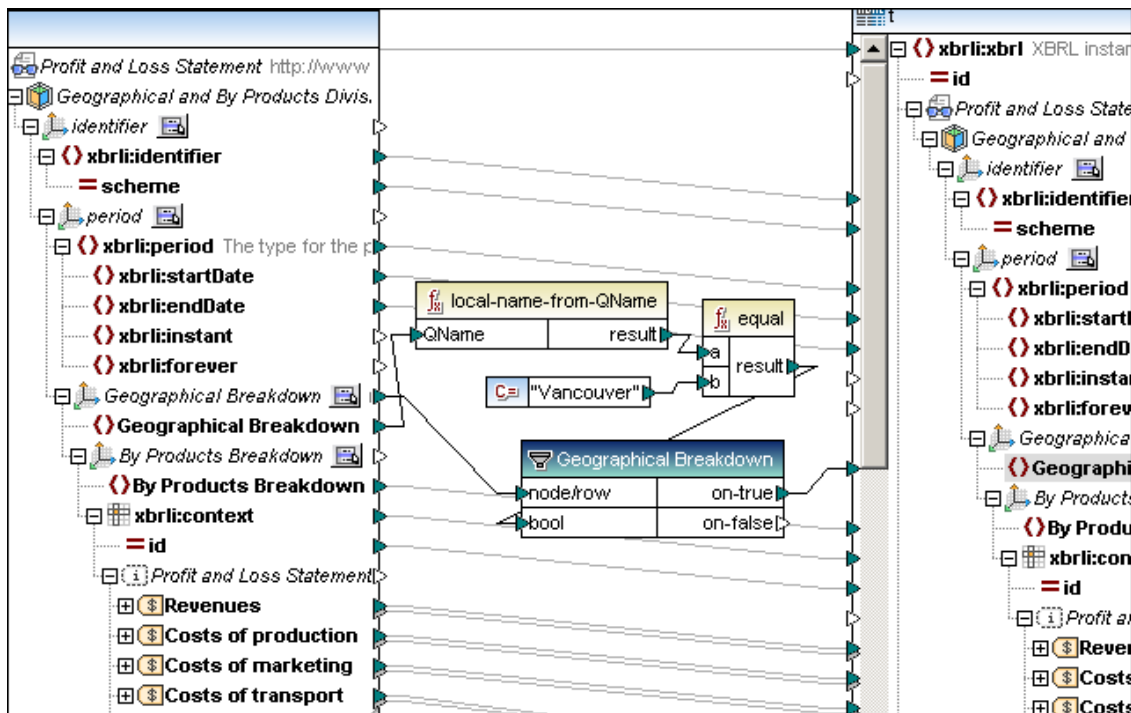 Profit and Loss Statement http://www
Geographical and By Products Divis.
identifier
xbrli:identifier
scheme
period
xbrli:period The type for the p
xbrli:startDate
xbrli:endDate
xbrli:instant
xbrli:forever
Geographical Breakdown
Geographical Breakdown
By Products Breakdown
By Products Breakdown
xbrli:context
id
Profit and Loss Statement
Revenues
Costs of production
Costs of marketing
Costs of transport
local-name-from-QName
QName result
equal
a
b
result
C= "Vancouver"
Geographical Breakdown
node/row on-true
bool on-false
t
xbrli:xbrl XBRL instar
id
Profit and Loss State
Geographical and
identifier
xbrli:identifier
scheme
period
xbrli:period
xbrli:start
xbrli:endD
xbrli:insta
xbrli:forev
Geographica
Geographi
By Products
By Produ
xbrli:con
id
Profit a
Rever
Costs
Costs